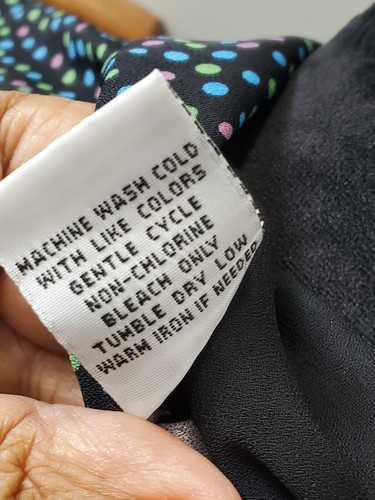 MACHINE WASH COLD
WITH LIKE COLORS
GENTLE CYCLE
NON-CHLORINE
BLEACH ONLY
TUMBLE DRY LOW
WARM IRON IF NEEDED